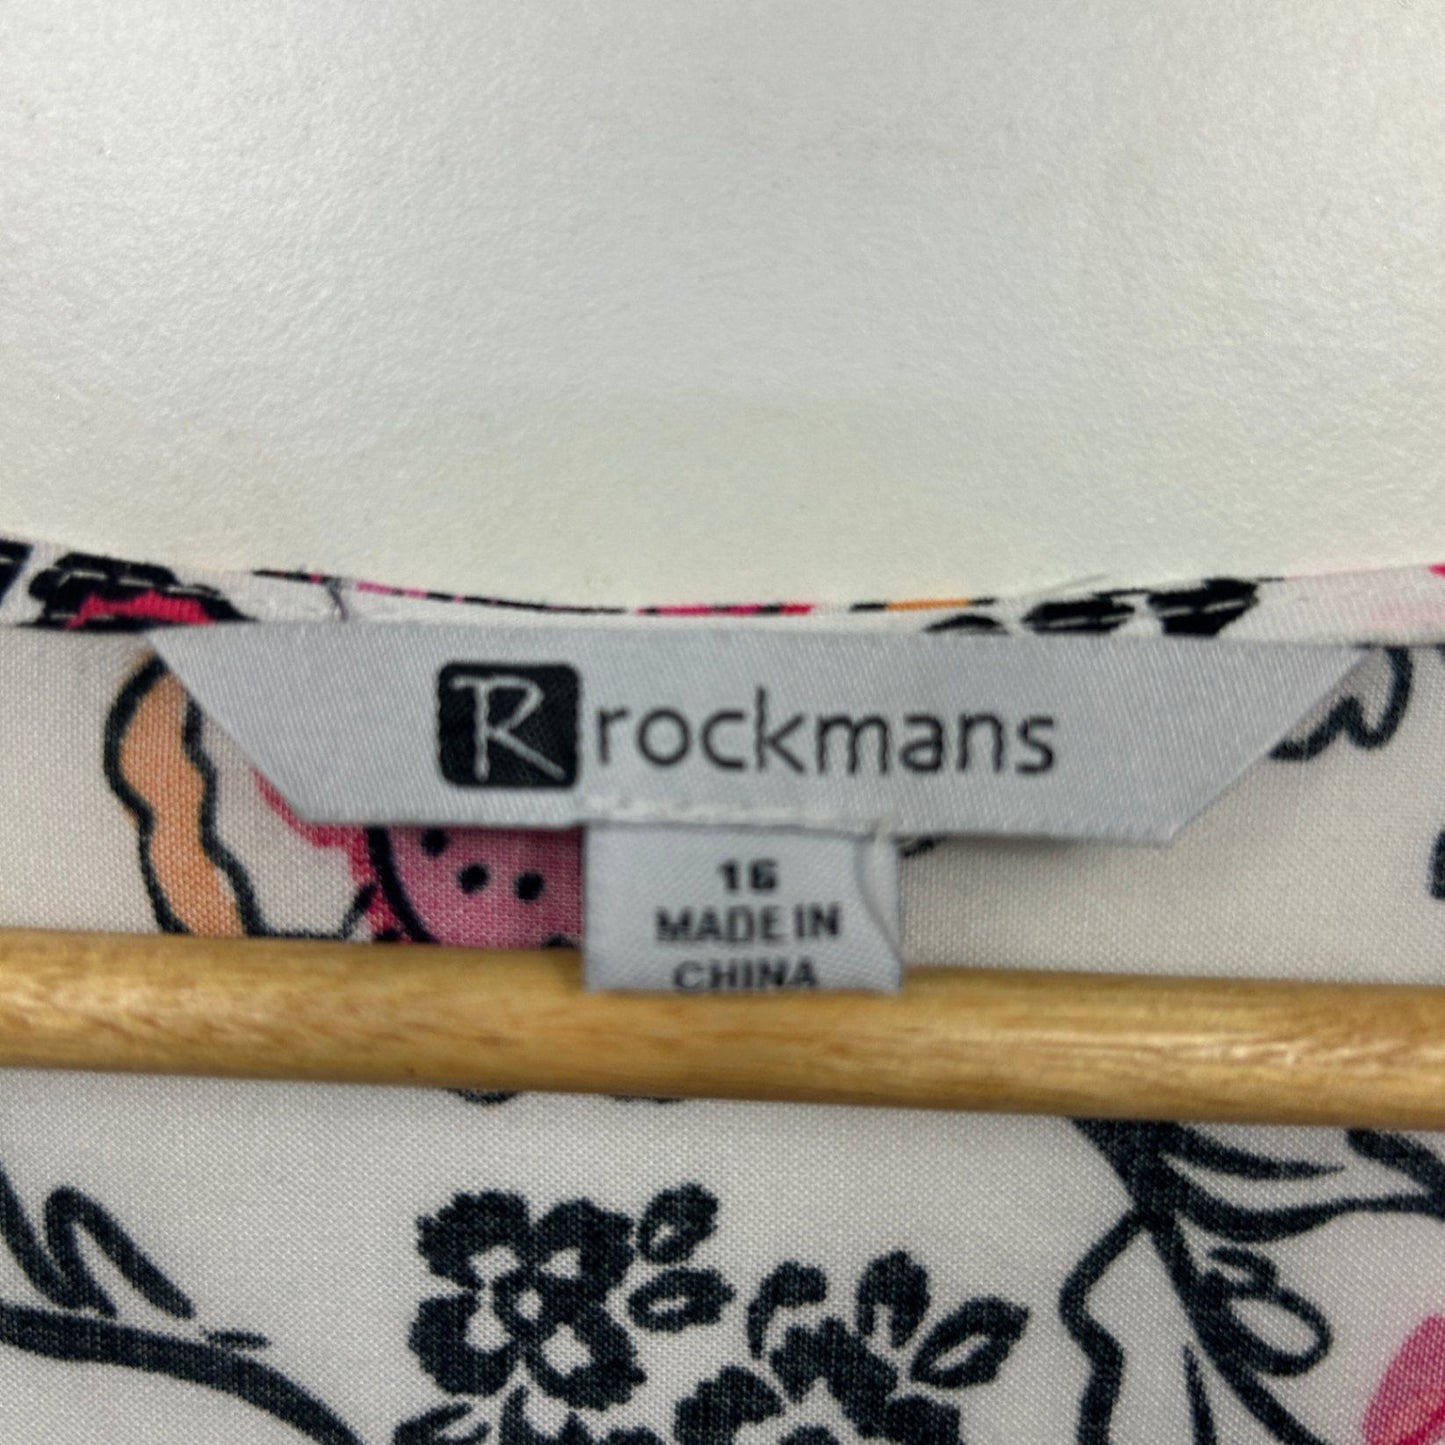 R rockmans
16
MADE IN
CHINA